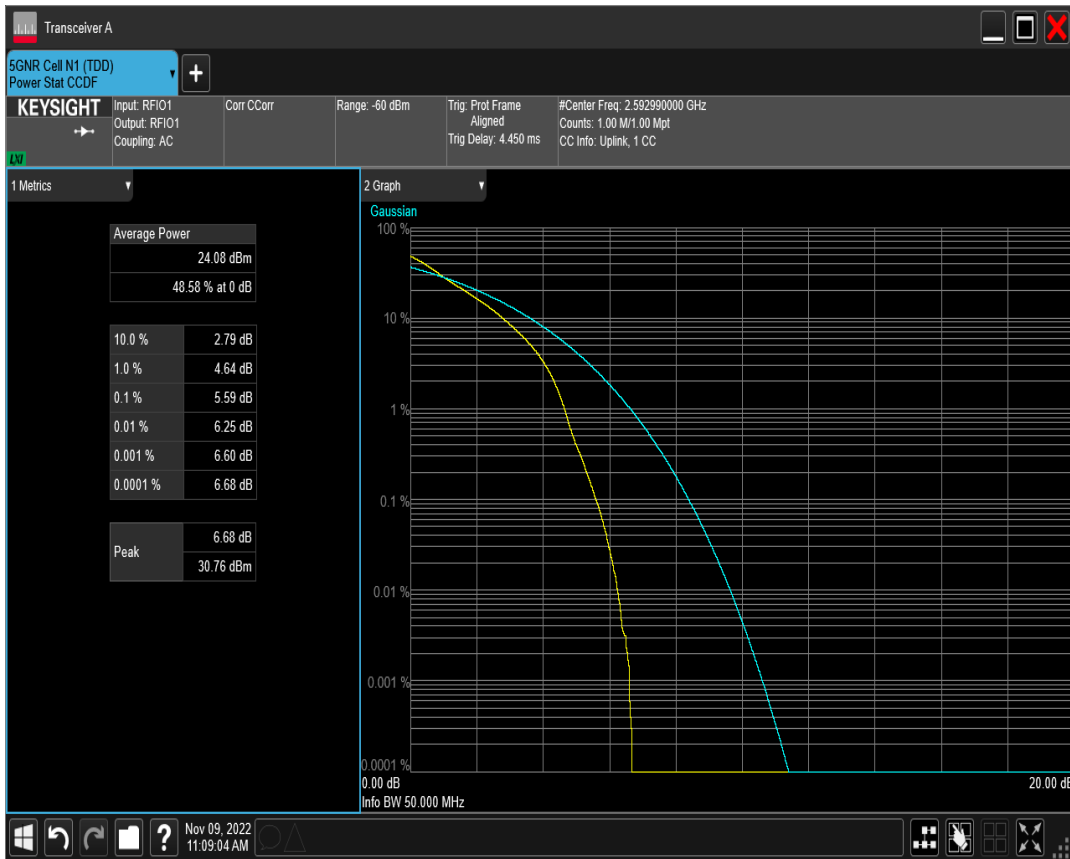 Transceiver A
5GNR Cell N1 (TDD)
Power Stat CCDF
+
KEYSIGHT
LXI
Input: RFIO1
Output: RFIO1
Coupling: AC
Corr CCorr
Range: -60 dBm
Trig: Prot Frame
Aligned
Trig Delay: 4.450 ms
#Center Freq: 2.592990000 GHz
Counts: 1.00 M/1.00 Mpt
CC Info: Uplink, 1 CC
1 Metrics
Average Power
24.08 dBm
48.58 % at 0 dB
10.0 % 2.79 dB
1.0 % 4.64 dB
0.1 % 5.59 dB
0.01 % 6.25 dB
0.001 % 6.60 dB
0.0001 % 6.68 dB
Peak
6.68 dB
30.76 dBm
2 Graph
Gaussian
100 %
10 %
1 %
0.1 %
0.01 %
0.001 %
0.0001 %
0.00 dB 20.00 dB
Info BW 50.000 MHz
?
Nov 09, 2022
11:09:04 AM